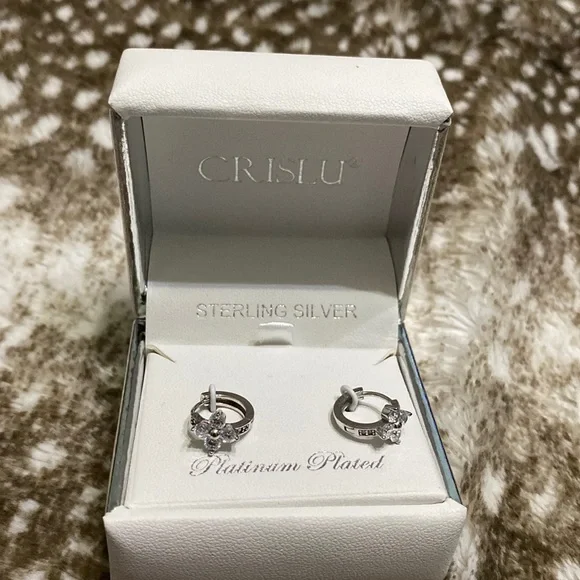 CRISLU®
STERLING SILVER
Platinum Plated